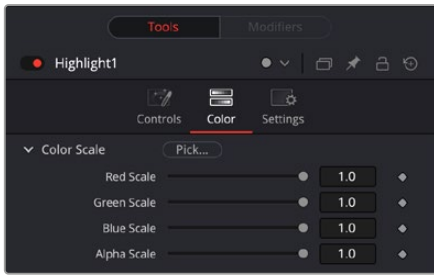 Tools Modifiers
Highlight1
Controls Color Settings
Color Scale Pick...
Red Scale 1.0
Green Scale 1.0
Blue Scale 1.0
Alpha Scale 1.0